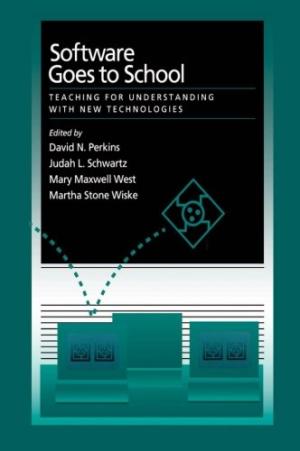 Software
Goes to School
TEACHING FOR UNDERSTANDING
WITH NEW TECHNOLOGIES
Edited by
David N. Perkins
Judah L. Schwartz
Mary Maxwell West
Martha Stone Wiske